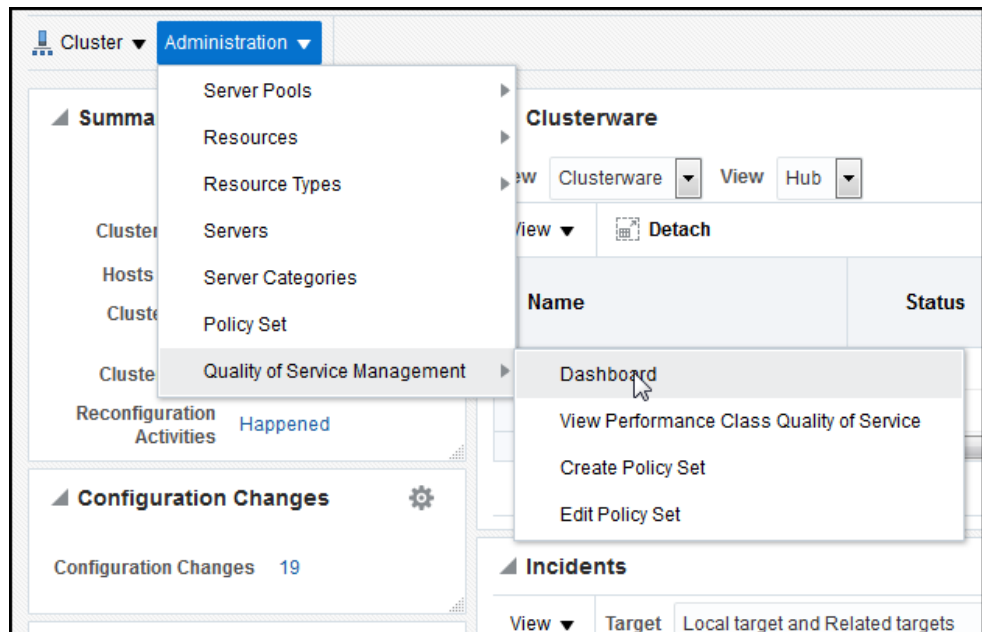 Cluster Administration
Server Pools
Resources
Resource Types
Servers
Server Categories
Policy Set
Quality of Service Management
Dashboard
View Performance Class Quality of Service
Create Policy Set
Edit Policy Set
Cluster
Hosts
Reconfiguration
Activities
Happened
Configuration Changes
Configuration Changes 19
Clusterware
Clusterware View Hub
Detach
Name Status
Incidents
View Target Local target and Related targets